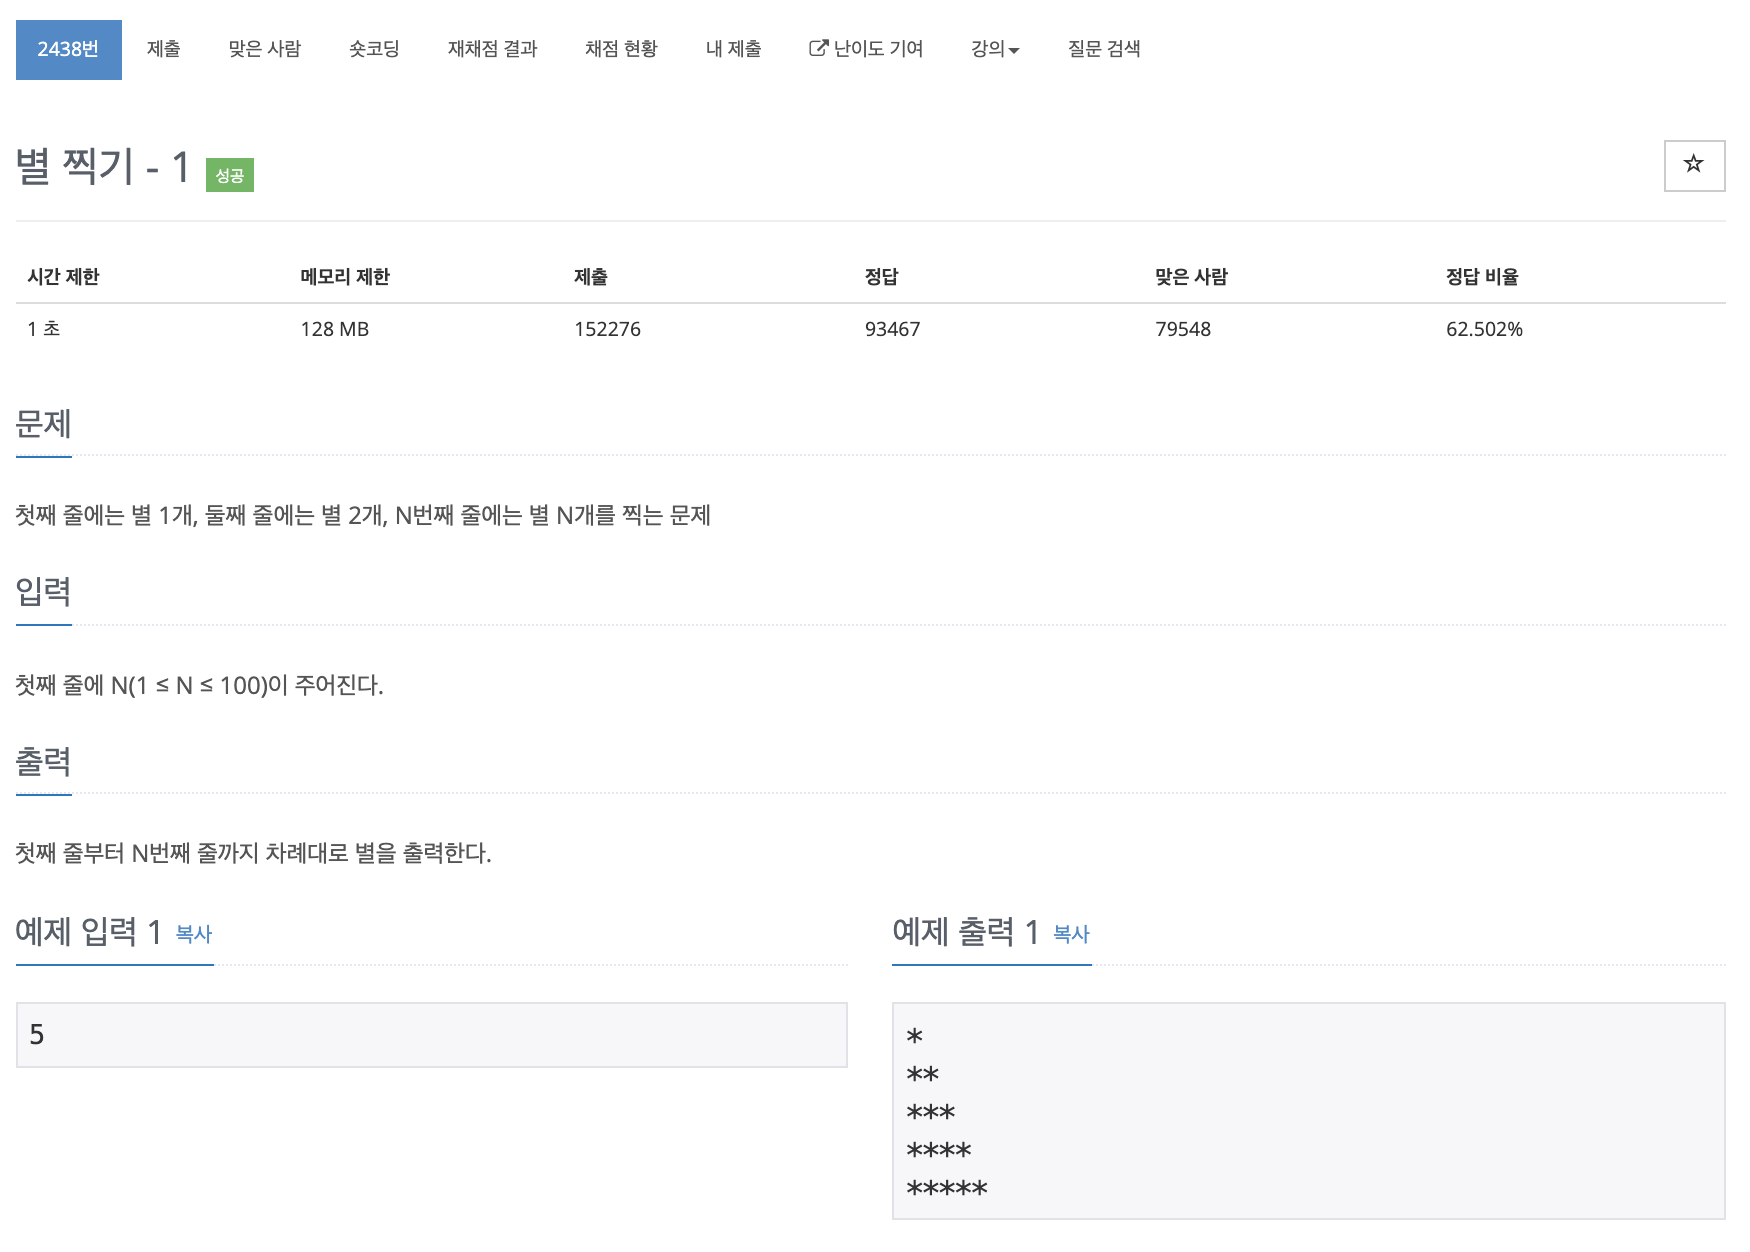 2438번 제출 맞은 사람 숏코딩 재채점 결과 채점 현황 내 제출 난이도 기여 강의 질문 검색
별 찍기 - 1 성공
시간 제한 메모리 제한 제출 정답 맞은 사람 정답 비율
1 초 128 MB 152276 93467 79548 62.502%
문제
첫째 줄에는 별 1개, 둘째 줄에는 별 2개, N번째 줄에는 별 N개를 찍는 문제
입력
첫째 줄에 N(1 ≤ N ≤ 100)이 주어진다.
출력
첫째 줄부터 N번째 줄까지 차례대로 별을 출력한다.
예제 입력 1 복사
5
예제 출력 1 복사
*
**
***
****
*****